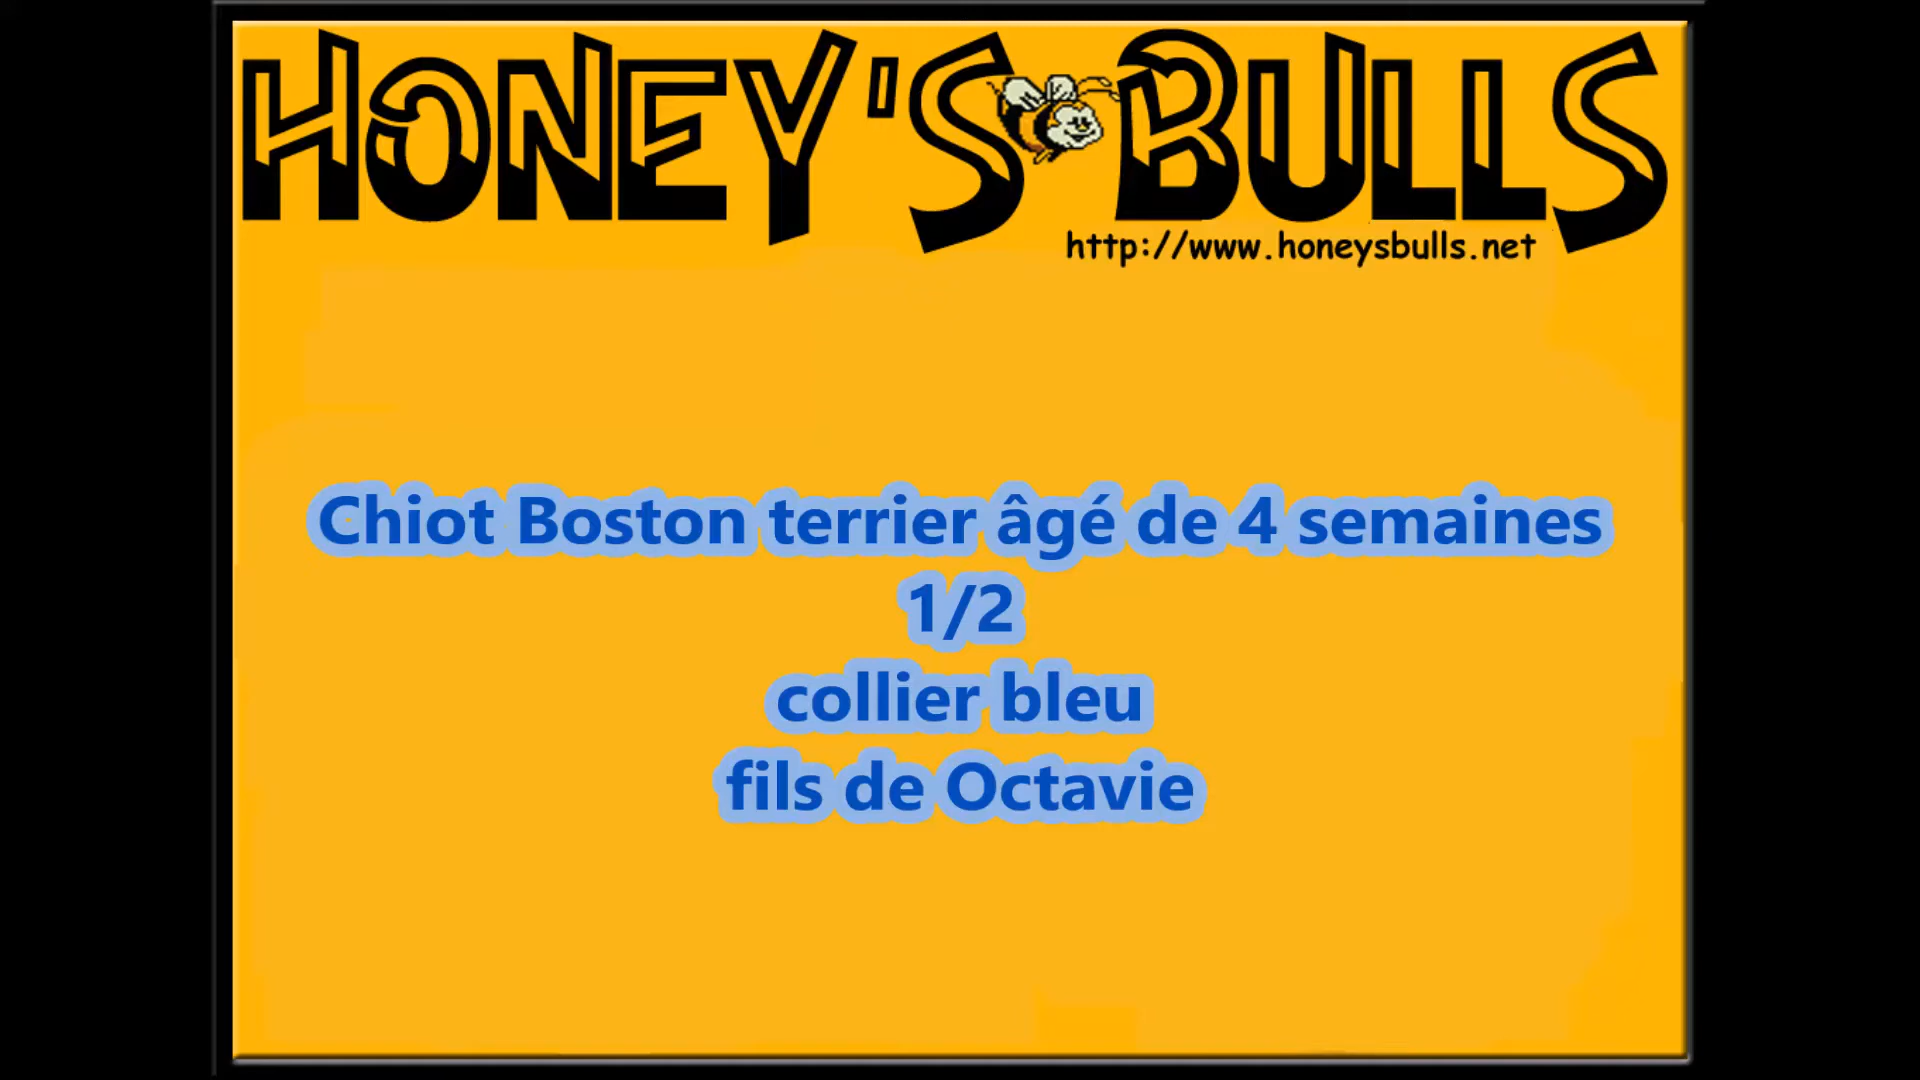 HONEY'S BULLS
http://www.honeysbulls.net
Chiot Boston terrier âgé de 4 semaines
1/2
collier bleu
fils de Octavie